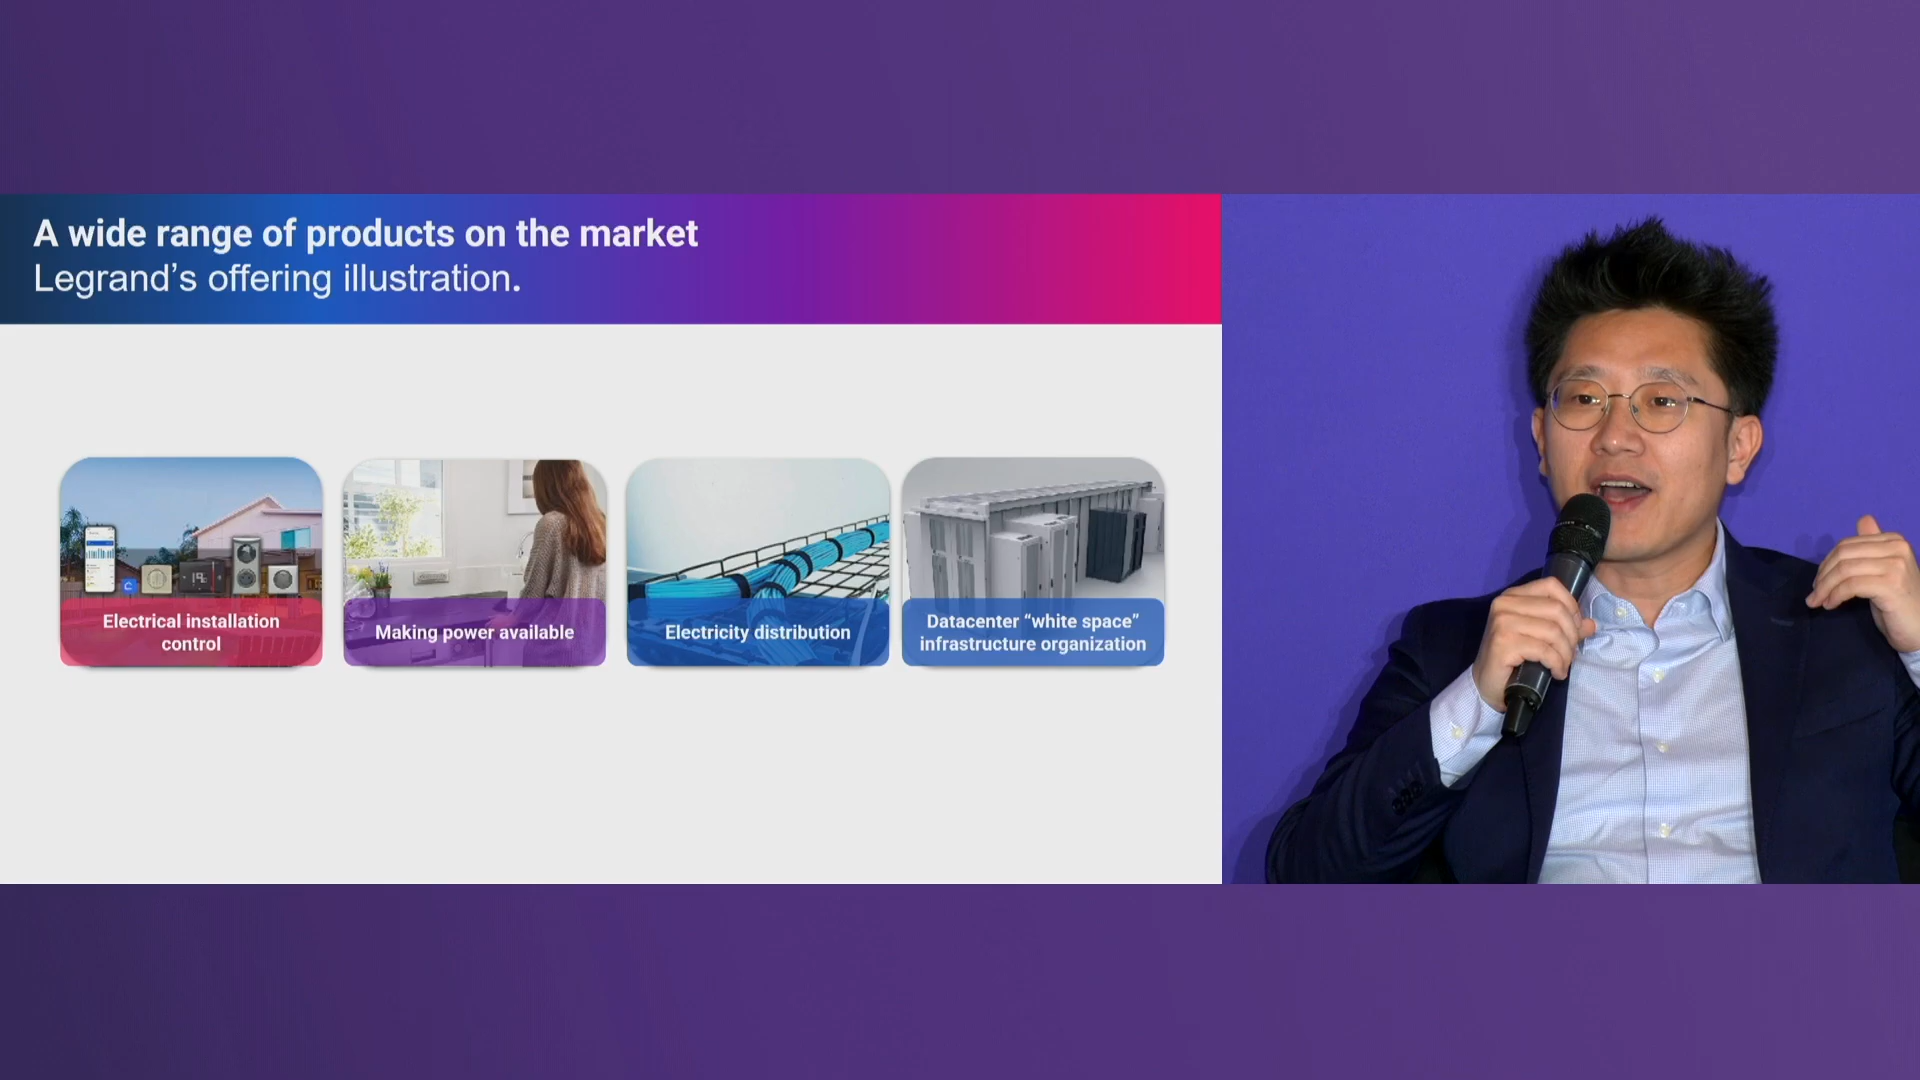 A wide range of products on the market
Legrand’s offering illustration.
Electrical installation
control
Making power available
Electricity distribution
Datacenter “white space”
infrastructure organization